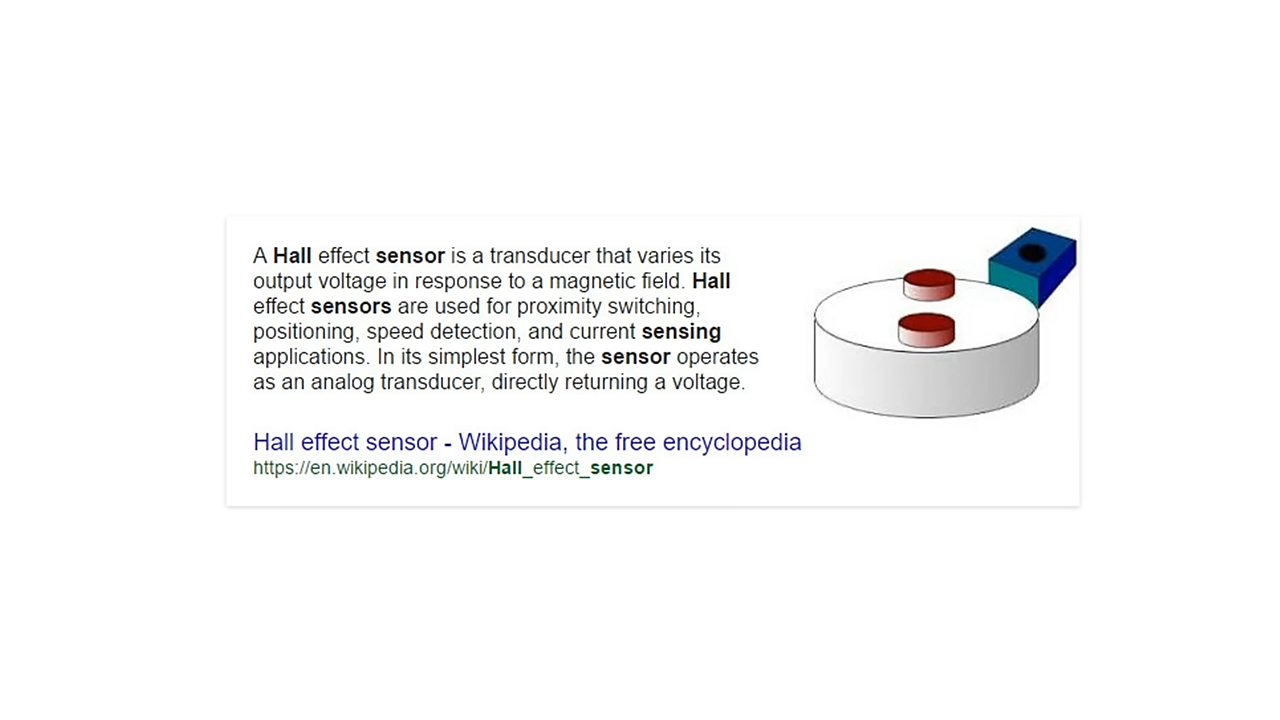 A Hall effect sensor is a transducer that varies its
output voltage in response to a magnetic field. Hall
effect sensors are used for proximity switching,
positioning, speed detection, and current sensing
applications. In its simplest form, the sensor operates
as an analog transducer, directly returning a voltage.
Hall effect sensor - Wikipedia, the free encyclopedia
https://en.wikipedia.org/wiki/Hall_effect_sensor